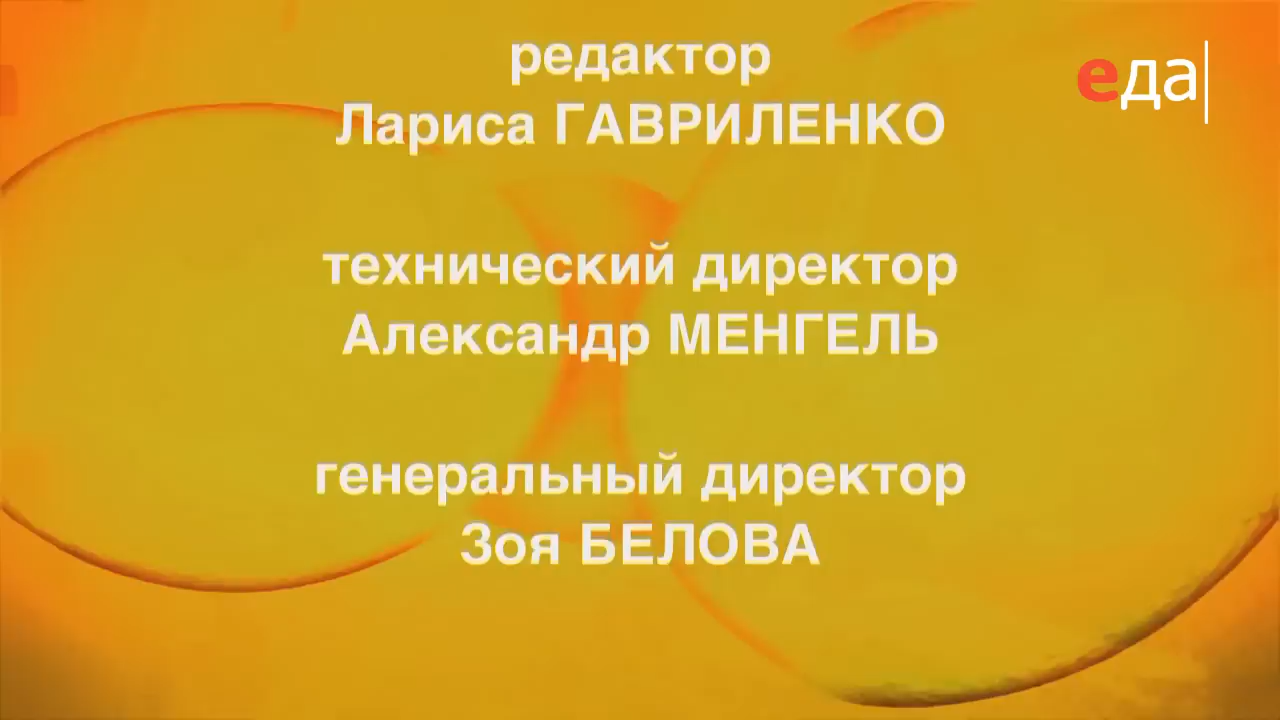 редактор
еда
Лариса ГАВРИЛЕНКО
технический директор
Александр МЕНГЕЛЬ
генеральный директор
Зоя БЕЛОВА